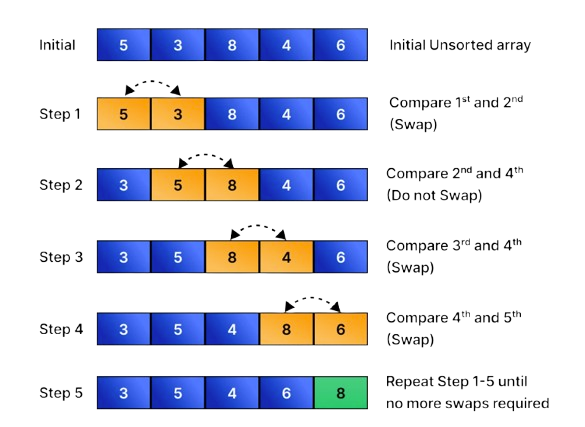 Initial 5 3 8 4 6 Initial Unsorted array
Step 1 5 3 8 4 6 Compare 1st and 2nd
(Swap)
Step 2 3 5 8 4 6 Compare 2nd and 4th
(Do not Swap)
Step 3 3 5 8 4 6 Compare 3rd and 4th
(Swap)
Step 4 3 5 4 8 6 Compare 4th and 5th
(Swap)
Step 5 3 5 4 6 8 Repeat Step 1-5 until
no more swaps required